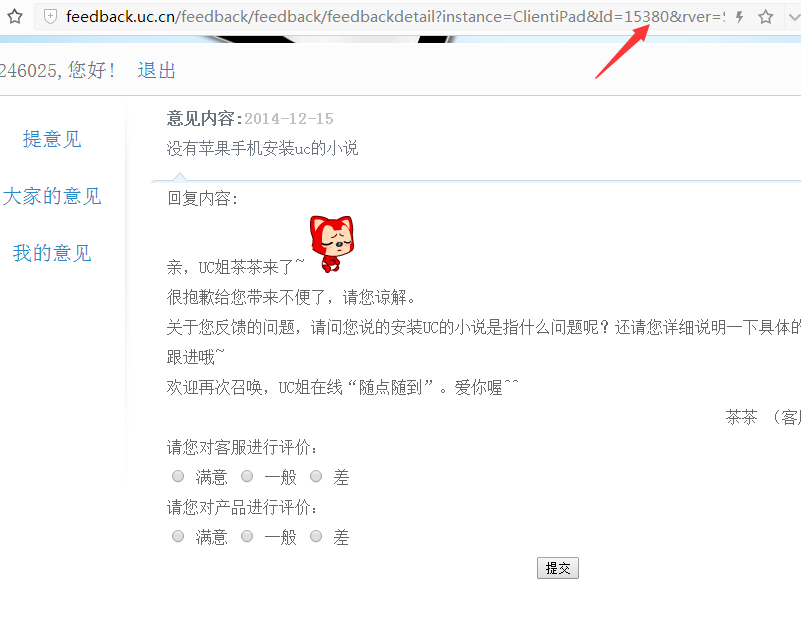 feedback.uc.cn/feedback/feedback/feedbackdetail?instance=ClientiPad&Id=15380&rver=
246025,您好! 退出
提意见
大家的意见
我的意见
意见内容:2014-12-15
没有苹果手机安装uc的小说
回复内容:
亲，UC姐茶茶来了~
很抱歉给您带来不便了，请您谅解。
关于您反馈的问题，请问您说的安装UC的小说是指什么问题呢？还请您详细说明一下具体的
跟进哦~
欢迎再次召唤，UC姐在线“随点随到”。爱你喔^^
茶茶 （客
请您对客服进行评价:
满意 一般 差
请您对产品进行评价:
满意 一般 差
提交